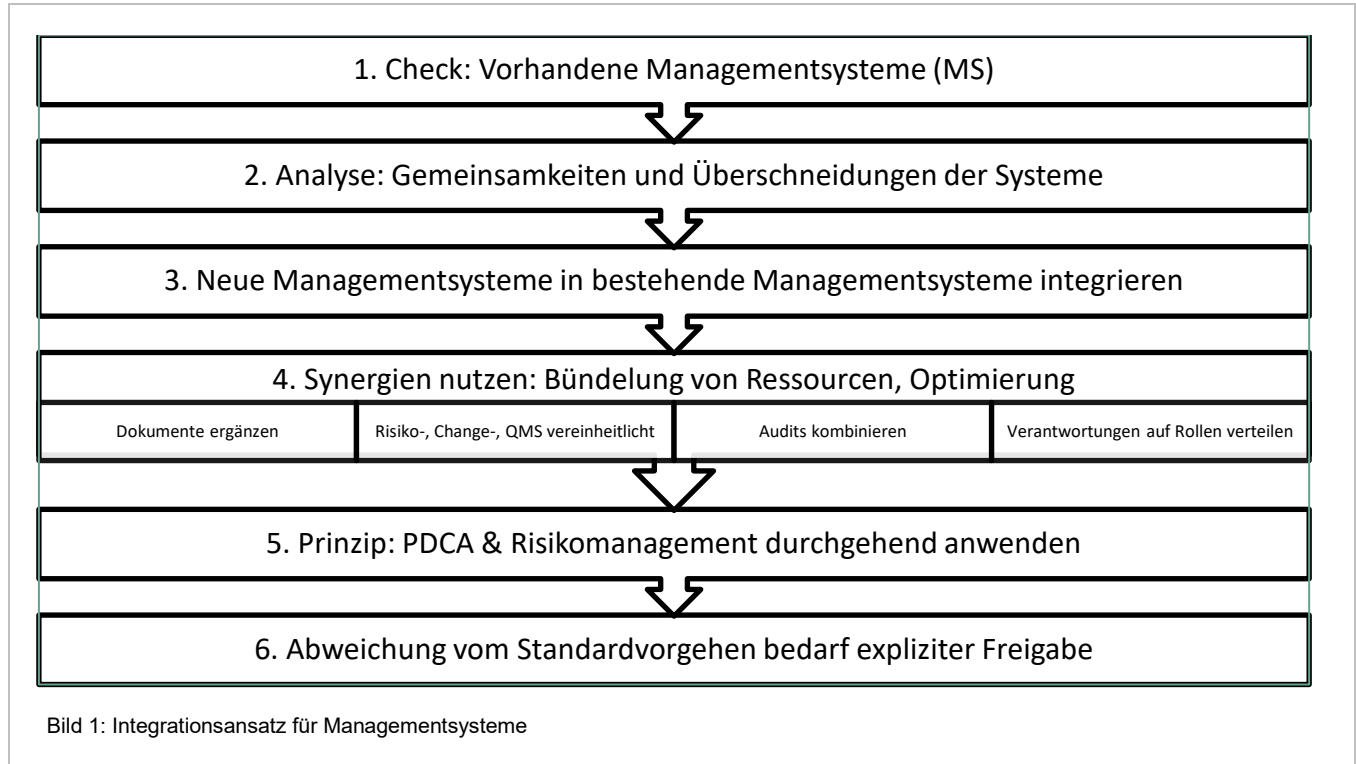 1. Check: Vorhandene Managementsysteme (MS)
2. Analyse: Gemeinsamkeiten und Überschneidungen der Systeme
3. Neue Managementsysteme in bestehende Managementsysteme integrieren
4. Synergien nutzen: Bündelung von Ressourcen, Optimierung
Dokumente ergänzen
Risiko-, Change-, QMS vereinheitlicht
Audits kombinieren
Verantwortungen auf Rollen verteilen
5. Prinzip: PDCA & Risikomanagement durchgehend anwenden
6. Abweichung vom Standardvorgehen bedarf expliziter Freigabe
Bild 1: Integrationsansatz für Managementsysteme